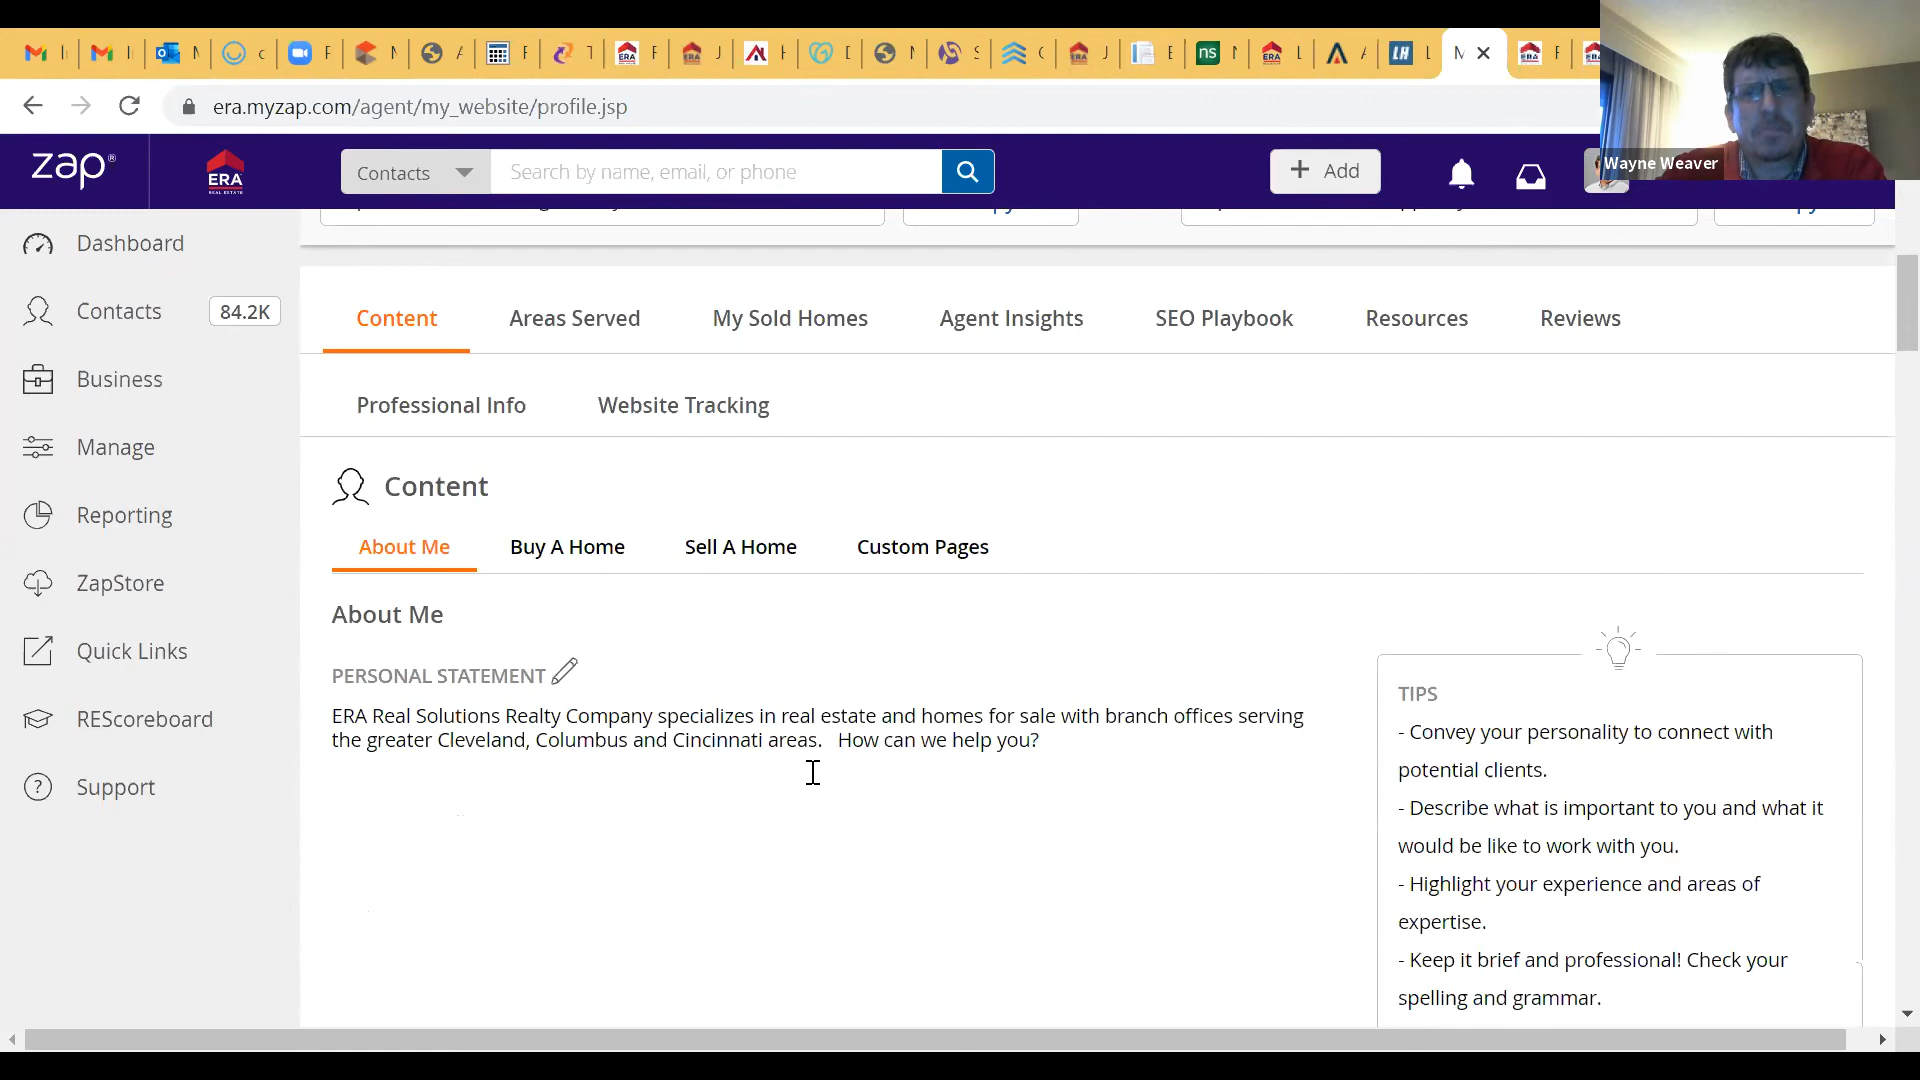 era.myzap.com/agent/my_website/profile.jsp
Wayne Weaver
zap®
ERA
REAL ESTATE
Contacts
Search by name, email, or phone
Add
Dashboard
Contacts 84.2K
Business
Manage
Reporting
ZapStore
Quick Links
REScoreboard
Support
Content Areas Served My Sold Homes Agent Insights SEO Playbook Resources Reviews
Professional Info Website Tracking
Content
About Me Buy A Home Sell A Home Custom Pages
About Me
PERSONAL STATEMENT
ERA Real Solutions Realty Company specializes in real estate and homes for sale with branch offices serving
the greater Cleveland, Columbus and Cincinnati areas. How can we help you?
TIPS
- Convey your personality to connect with
potential clients.
- Describe what is important to you and what it
would be like to work with you.
- Highlight your experience and areas of
expertise.
- Keep it brief and professional! Check your
spelling and grammar.